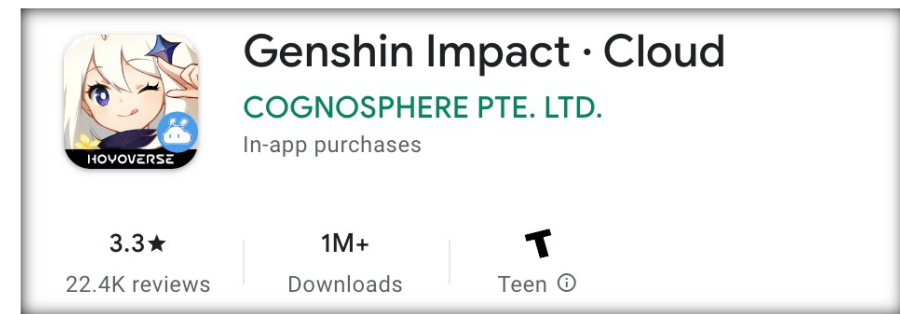 Genshin Impact · Cloud
COGNOSPHERE PTE. LTD.
In-app purchases
HOYOVERSE
3.3★
1M+
T
22.4K reviews
Downloads
Teen